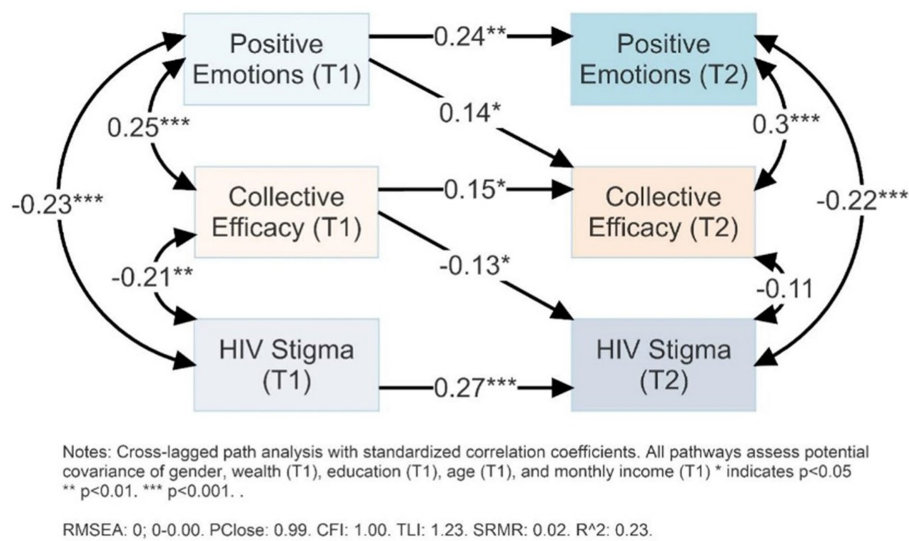 Positive
Emotions (T1)
0.24**
Positive
Emotions (T2)
0.25***
0.14*
0.3***
-0.23***
Collective
Efficacy (T1)
0.15*
Collective
Efficacy (T2)
-0.22***
-0.21**
-0.13*
-0.11
HIV Stigma
(T1)
0.27***
HIV Stigma
(T2)
Notes: Cross-lagged path analysis with standardized correlation coefficients. All pathways assess potential
covariance of gender, wealth (T1), education (T1), age (T1), and monthly income (T1) * indicates p<0.05
** p<0.01. *** p<0.001. .
RMSEA: 0; 0-0.00. PClose: 0.99. CFI: 1.00. TLI: 1.23. SRMR: 0.02. R^2: 0.23.